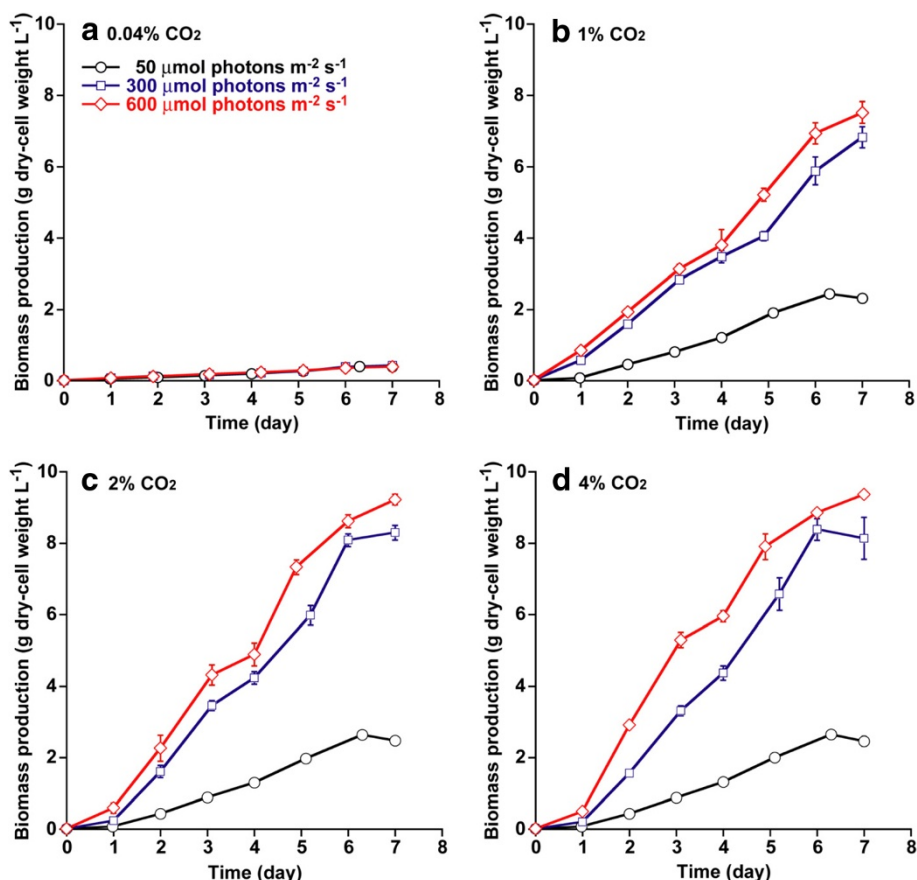 a 0.04% CO₂
50 μmol photons m⁻² s⁻¹
300 μmol photons m⁻² s⁻¹
600 μmol photons m⁻² s⁻¹
Biomass production (g dry-cell weight L⁻¹)
10
8
6
4
2
0
0 1 2 3 4 5 6 7 8
Time (day)
b 1% CO₂
Biomass production (g dry-cell weight L⁻¹)
10
8
6
4
2
0
0 1 2 3 4 5 6 7 8
Time (day)
c 2% CO₂
Biomass production (g dry-cell weight L⁻¹)
10
8
6
4
2
0
0 1 2 3 4 5 6 7 8
Time (day)
d 4% CO₂
Biomass production (g dry-cell weight L⁻¹)
10
8
6
4
2
0
0 1 2 3 4 5 6 7 8
Time (day)